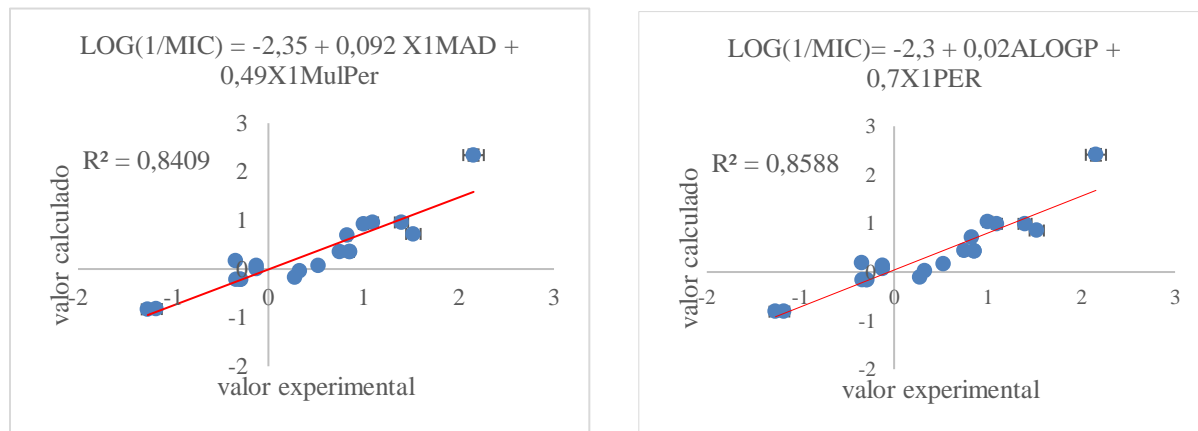 LOG(1/MIC) = -2,35 + 0,092 X1MAD +
0,49X1MulPer
3
R² = 0,8409
2
1
0
-2
-1
0
1
2
3
-1
-2
valor calculado
valor experimental
LOG(1/MIC)= -2,3 + 0,02ALOGP +
0,7X1PER
3
R² = 0,8588
2
1
0
-2
-1
0
1
2
3
-1
-2
valor calculado
valor experimental